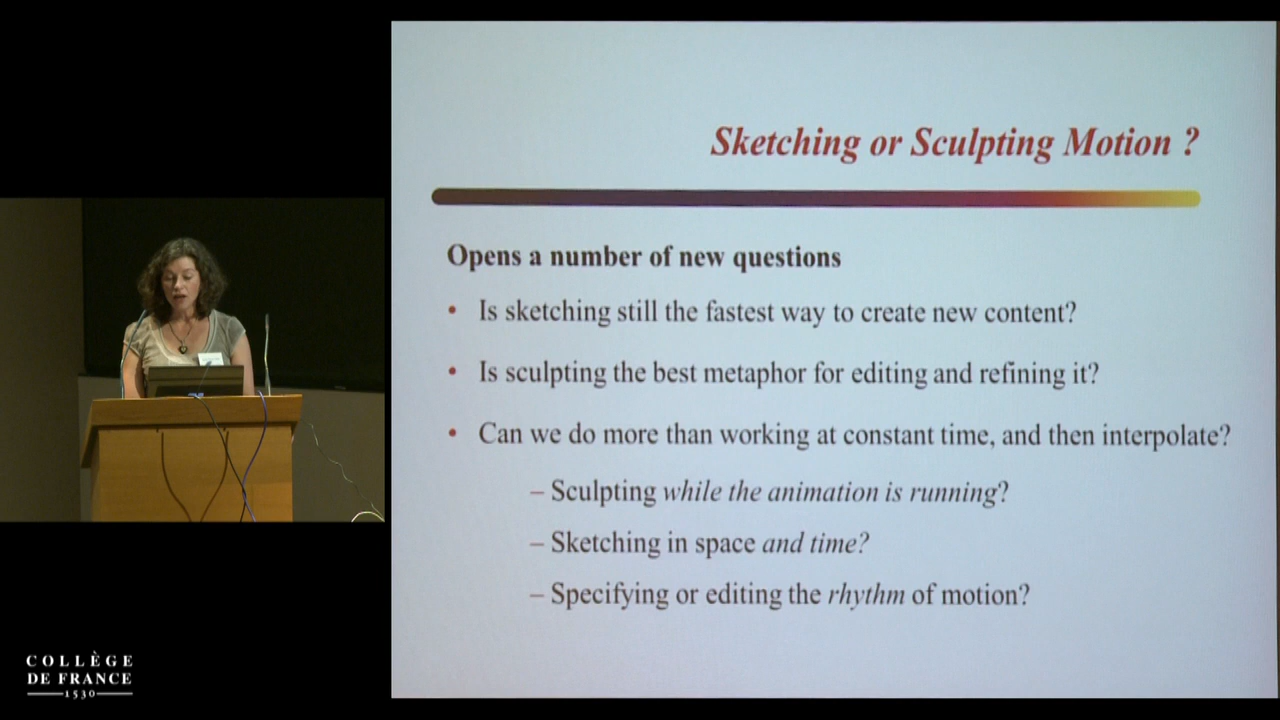 Sketching or Sculpting Motion ?
Opens a number of new questions
• Is sketching still the fastest way to create new content?
• Is sculpting the best metaphor for editing and refining it?
• Can we do more than working at constant time, and then interpolate?
– Sculpting while the animation is running?
– Sketching in space and time?
– Specifying or editing the rhythm of motion?
COLLÈGE
DE FRANCE
1530